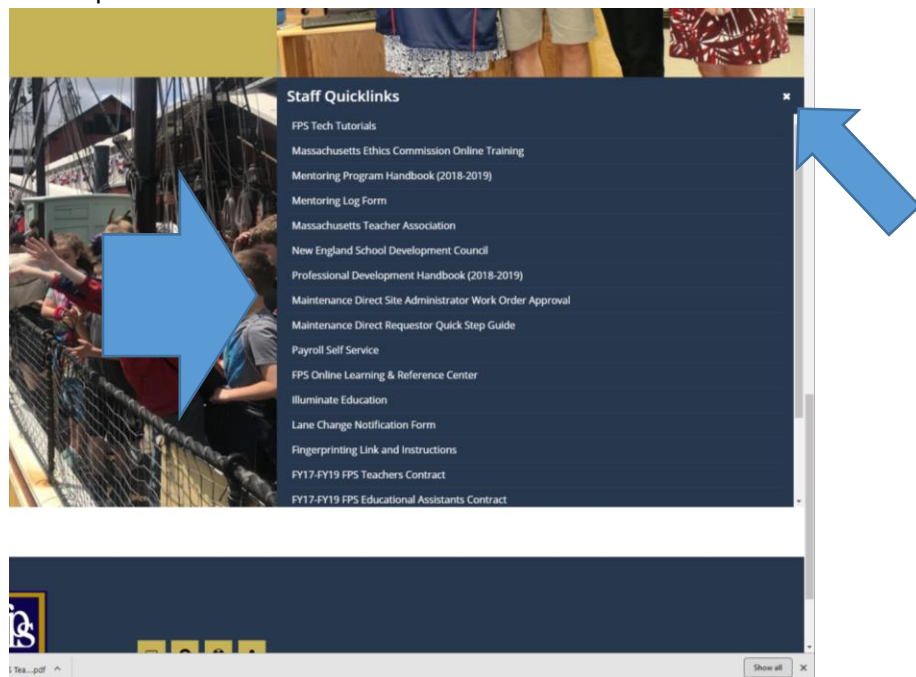 Staff Quicklinks
FPS Tech Tutorials
Massachusetts Ethics Commission Online Training
Mentoring Program Handbook (2018-2019)
Mentoring Log Form
Massachusetts Teacher Association
New England School Development Council
Professional Development Handbook (2018-2019)
Maintenance Direct Site Administrator Work Order Approval
Maintenance Direct Requestor Quick Step Guide
Payroll Self Service
FPS Online Learning & Reference Center
Illuminate Education
Lane Change Notification Form
Fingerprinting Link and Instructions
FY17-FY19 FPS Teachers Contract
FY17-FY19 FPS Educational Assistants Contract
fps
S Tea....pdf
Show all